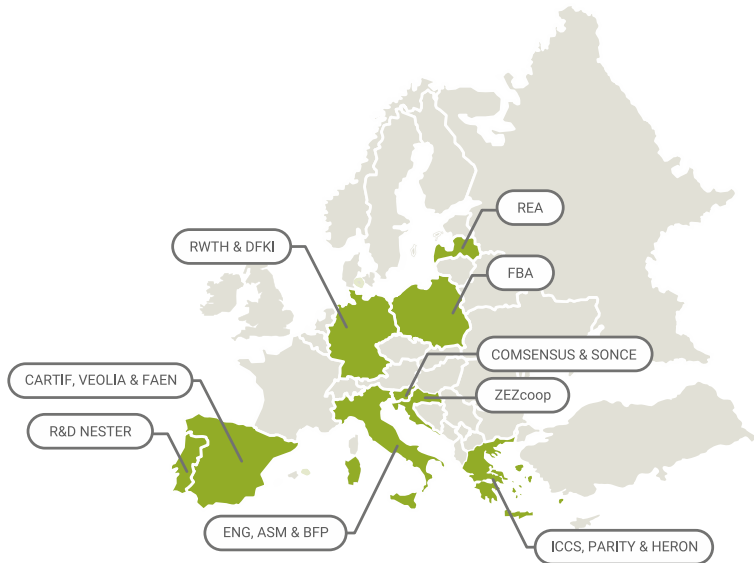 REA
RWTH & DFKI
FBA
COMSENSUS & SONCE
CARTIF, VEOLIA & FAEN
ZEZcoop
R&D NESTER
ENG, ASM & BFP
ICCS, PARITY & HERON